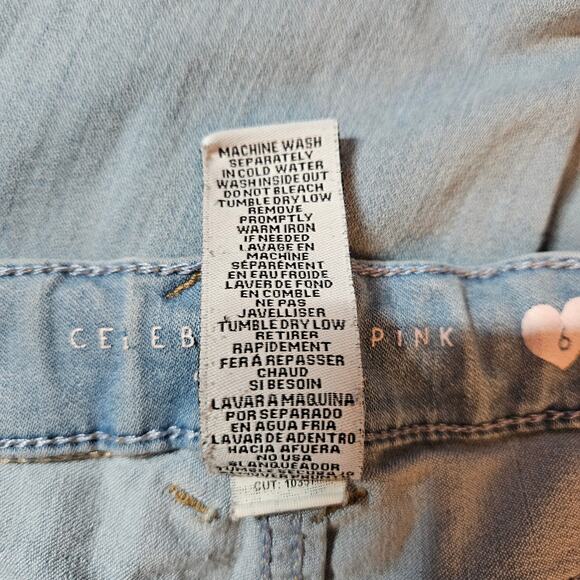 MACHINE WASH
SEPARATELY
IN COLD WATER
WASH INSIDE OUT
DO NOT BLEACH
TUMBLE DRY LOW
REMOVE
PROMPTLY
WARM IRON
IF NEEDED
LAVAGE EN
MACHINE
SÉPARÉMENT
EN EAU FROIDE
LAVER DE FOND
EN COMBLE
NE PAS
JAVELLISER
TUMBLE DRY LOW
RETIRER
RAPIDEMENT
FER Á REPASSER
CHAUD
SI BESOIN
LAVAR A MAQUINA
POR SEPARADO
EN AGUA FRIA
LAVAR DE ADENTRO
HACIA AFUERA
NO USA
BLANQUEADOR
CUT:
CELEB PINK 6